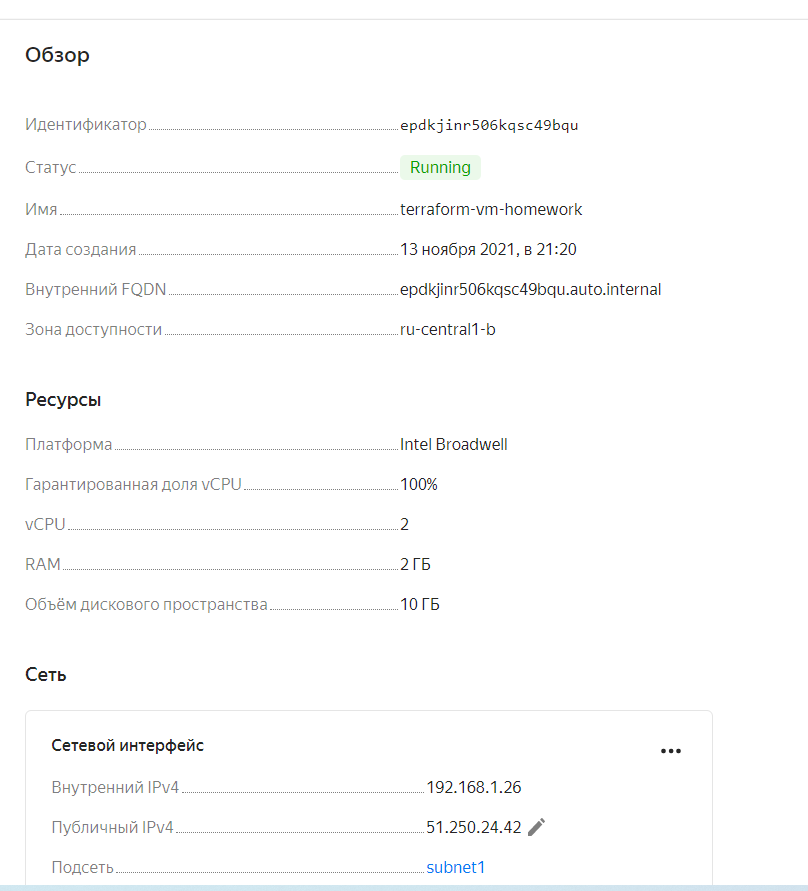 Обзор
Идентификатор epdkjinr506kqsc49bqu
Статус Running
Имя terraform-vm-homework
Дата создания 13 ноября 2021, в 21:20
Внутренний FQDN epdkjinr506kqsc49bqu.auto.internal
Зона доступности ru-central1-b
Ресурсы
Платформа Intel Broadwell
Гарантированная доля vCPU 100%
vCPU 2
RAM 2 ГБ
Объём дискового пространства 10 ГБ
Сеть
Сетевой интерфейс
Внутренний IPv4 192.168.1.26
Публичный IPv4 51.250.24.42
Подсеть subnet1